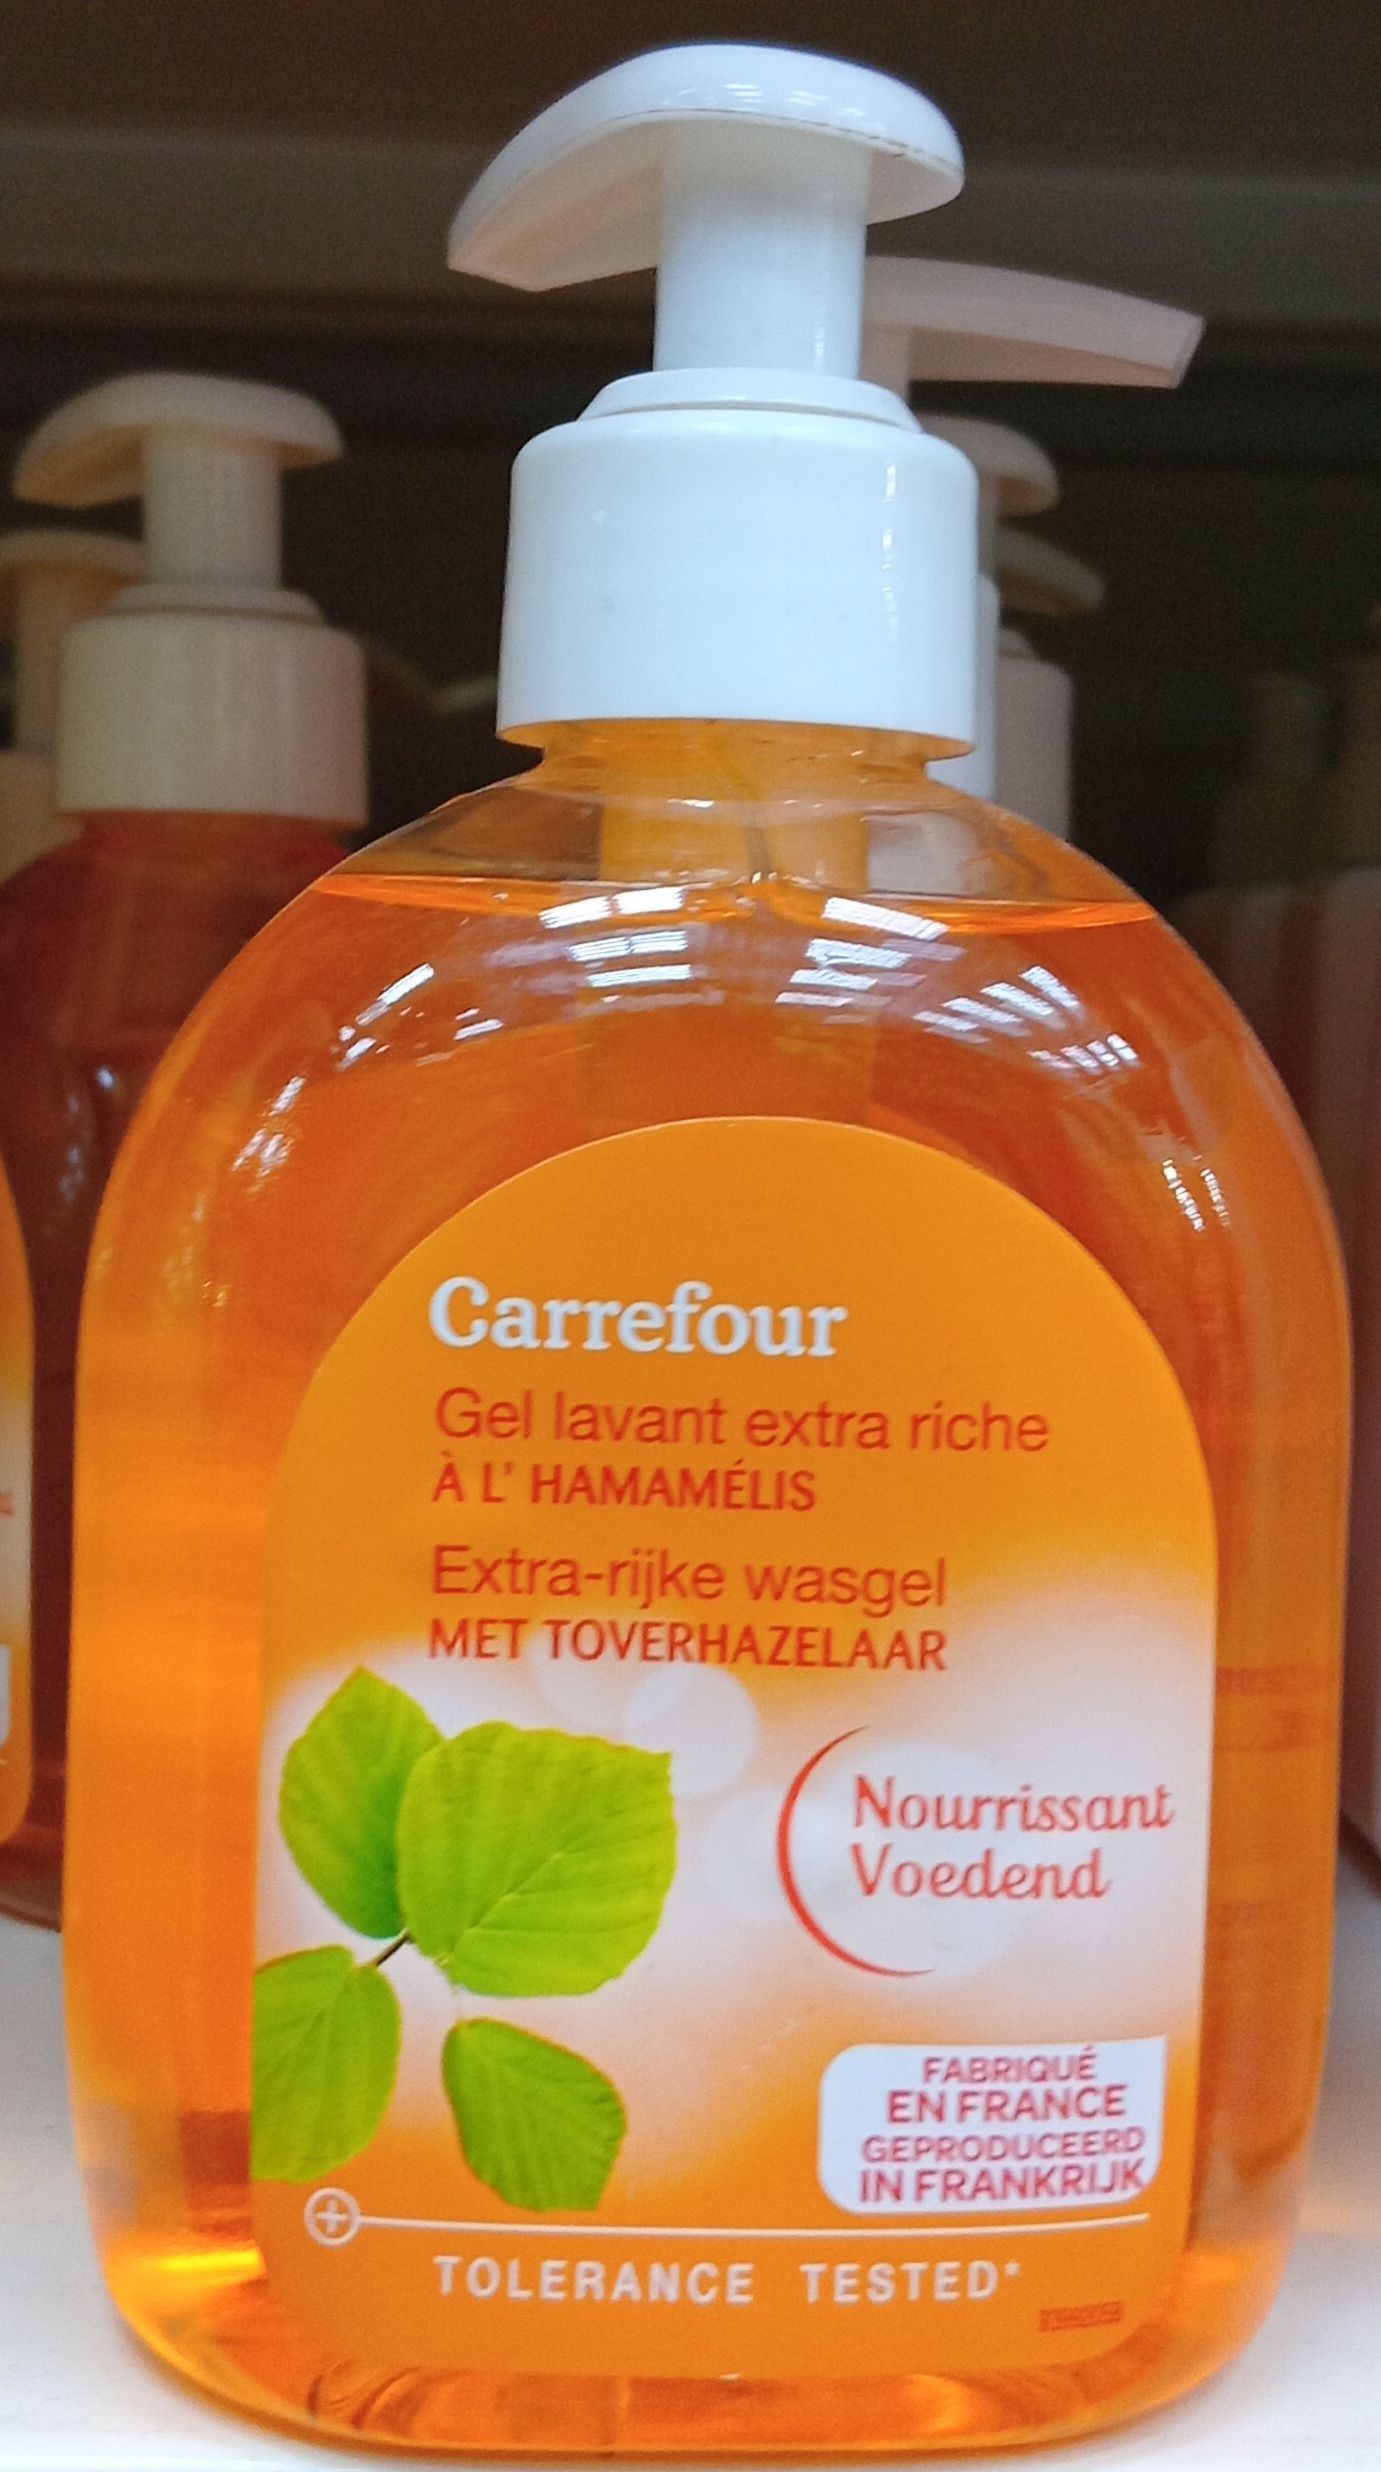 Carrefour
Gel lavant extra riche
À L' HAMAMÉLIS
Extra-rijke wasgel
MET TOVERHAZELAAR
Nourrissant
Voedend
FABRIQUÉ
EN FRANCE
GEPRODUCEERD
IN FRANKRIJK
TOLERANCE TESTED*